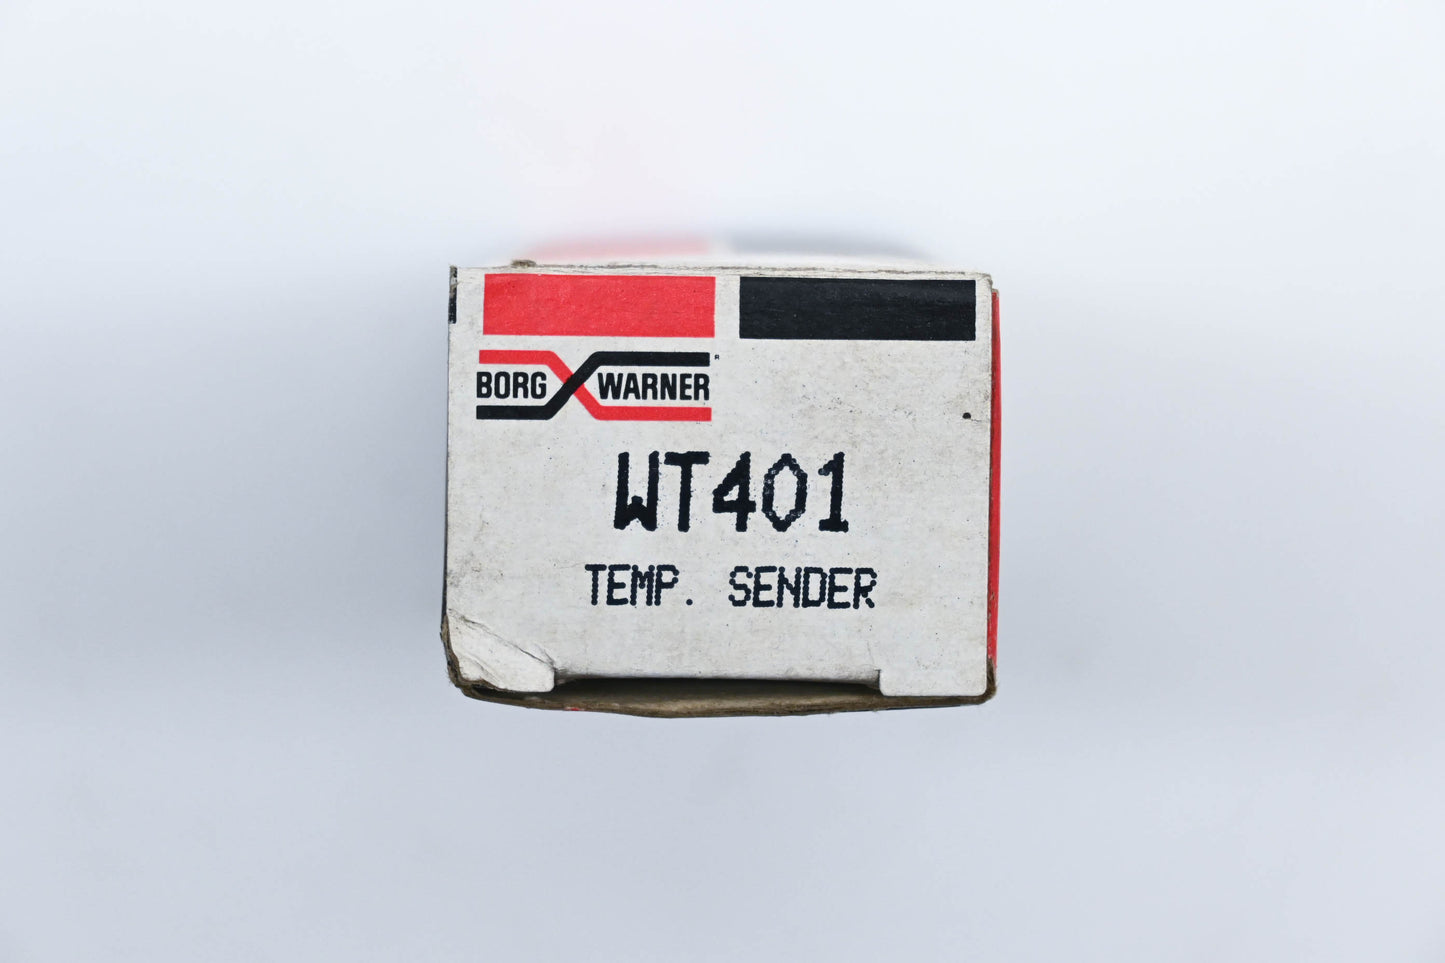 BORG WARNER
WT401
TEMP. SENDER